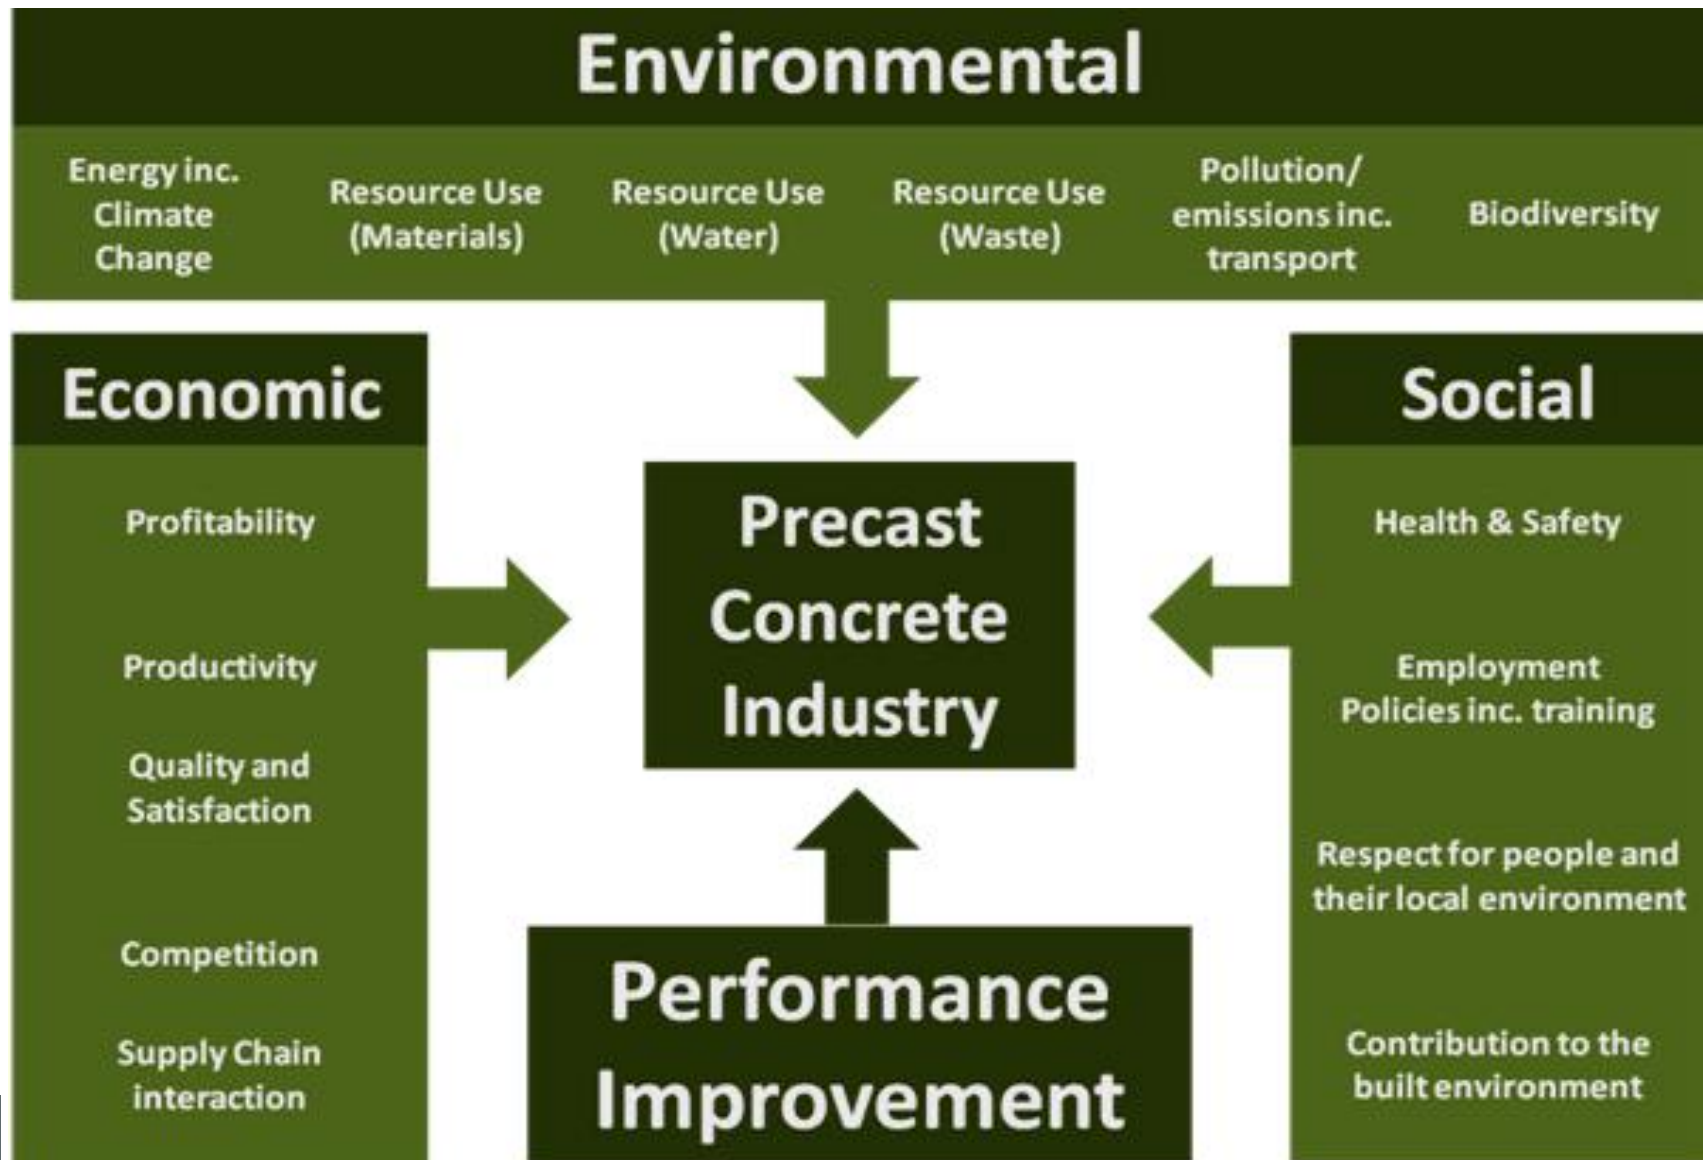 Environmental
Energy inc.
Climate
Change
Resource Use
(Materials)
Resource Use
(Water)
Resource Use
(Waste)
Pollution/
emissions inc.
transport
Biodiversity
Economic
Profitability
Productivity
Quality and
Satisfaction
Competition
Supply Chain
interaction
Precast
Concrete
Industry
Performance
Improvement
Social
Health & Safety
Employment
Policies inc. training
Respect for people and
their local environment
Contribution to the
built environment